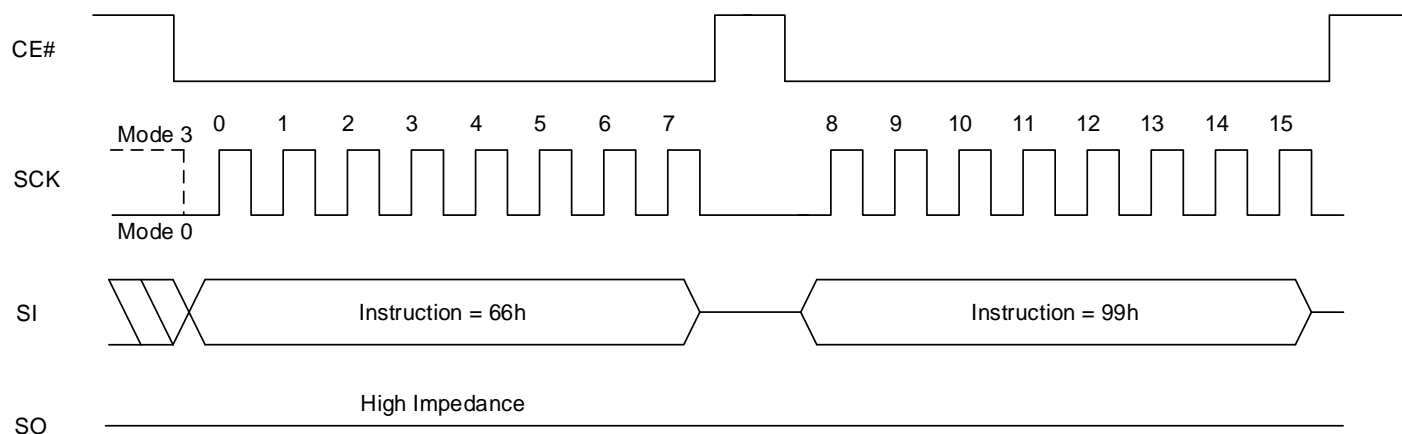 CE#
Mode 3
0 1 2 3 4 5 6 7 8 9 10 11 12 13 14 15
SCK
Mode 0
SI
Instruction = 66h
Instruction = 99h
High Impedance
SO